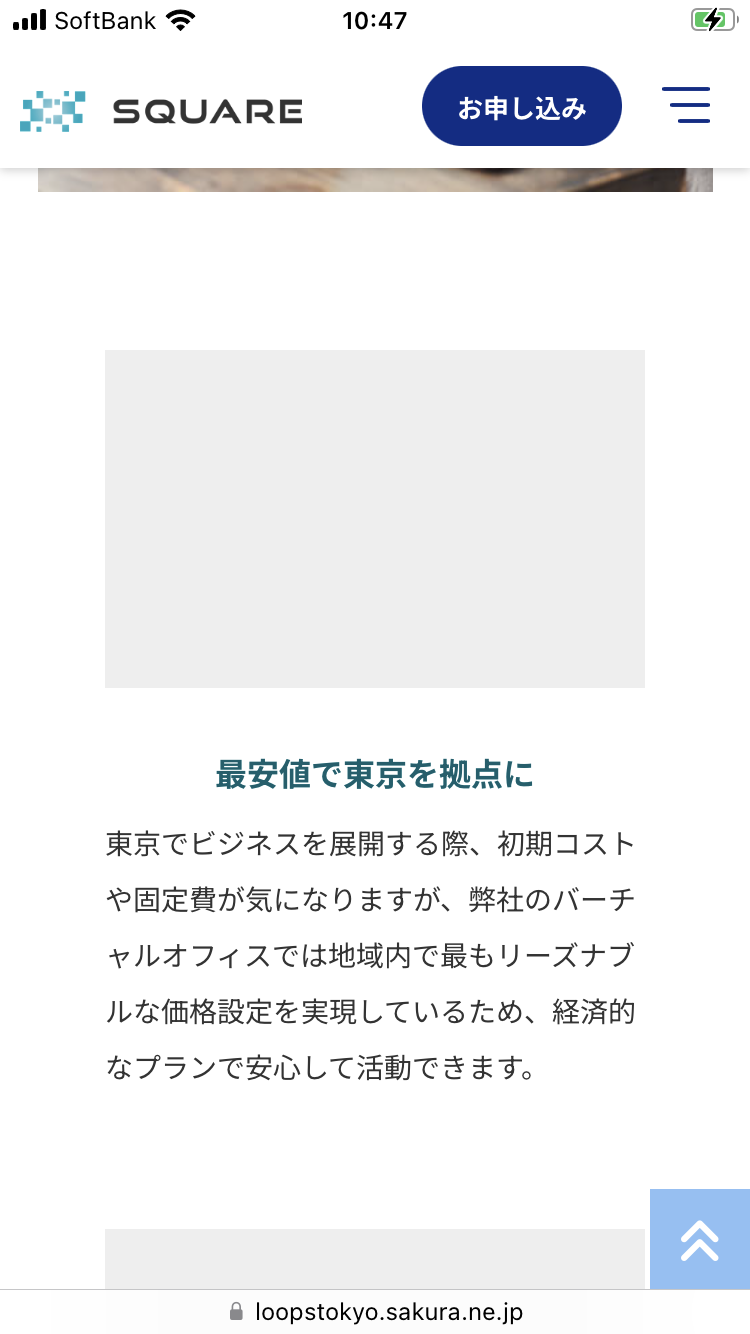 SoftBank 10:47
SQUARE
お申し込み
最安値で東京を拠点に
東京でビジネスを展開する際、初期コスト
や固定費が気になりますが、弊社のバーチ
ャルオフィスでは地域内で最もリーズナブ
ルな価格設定を実現しているため、経済的
なプランで安心して活動できます。
loopstokyo.sakura.ne.jp